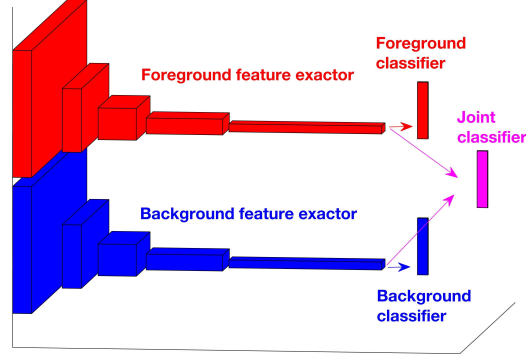 Foreground
classifier
Foreground feature exactor
Joint
classifier
Background feature exactor
Background
classifier